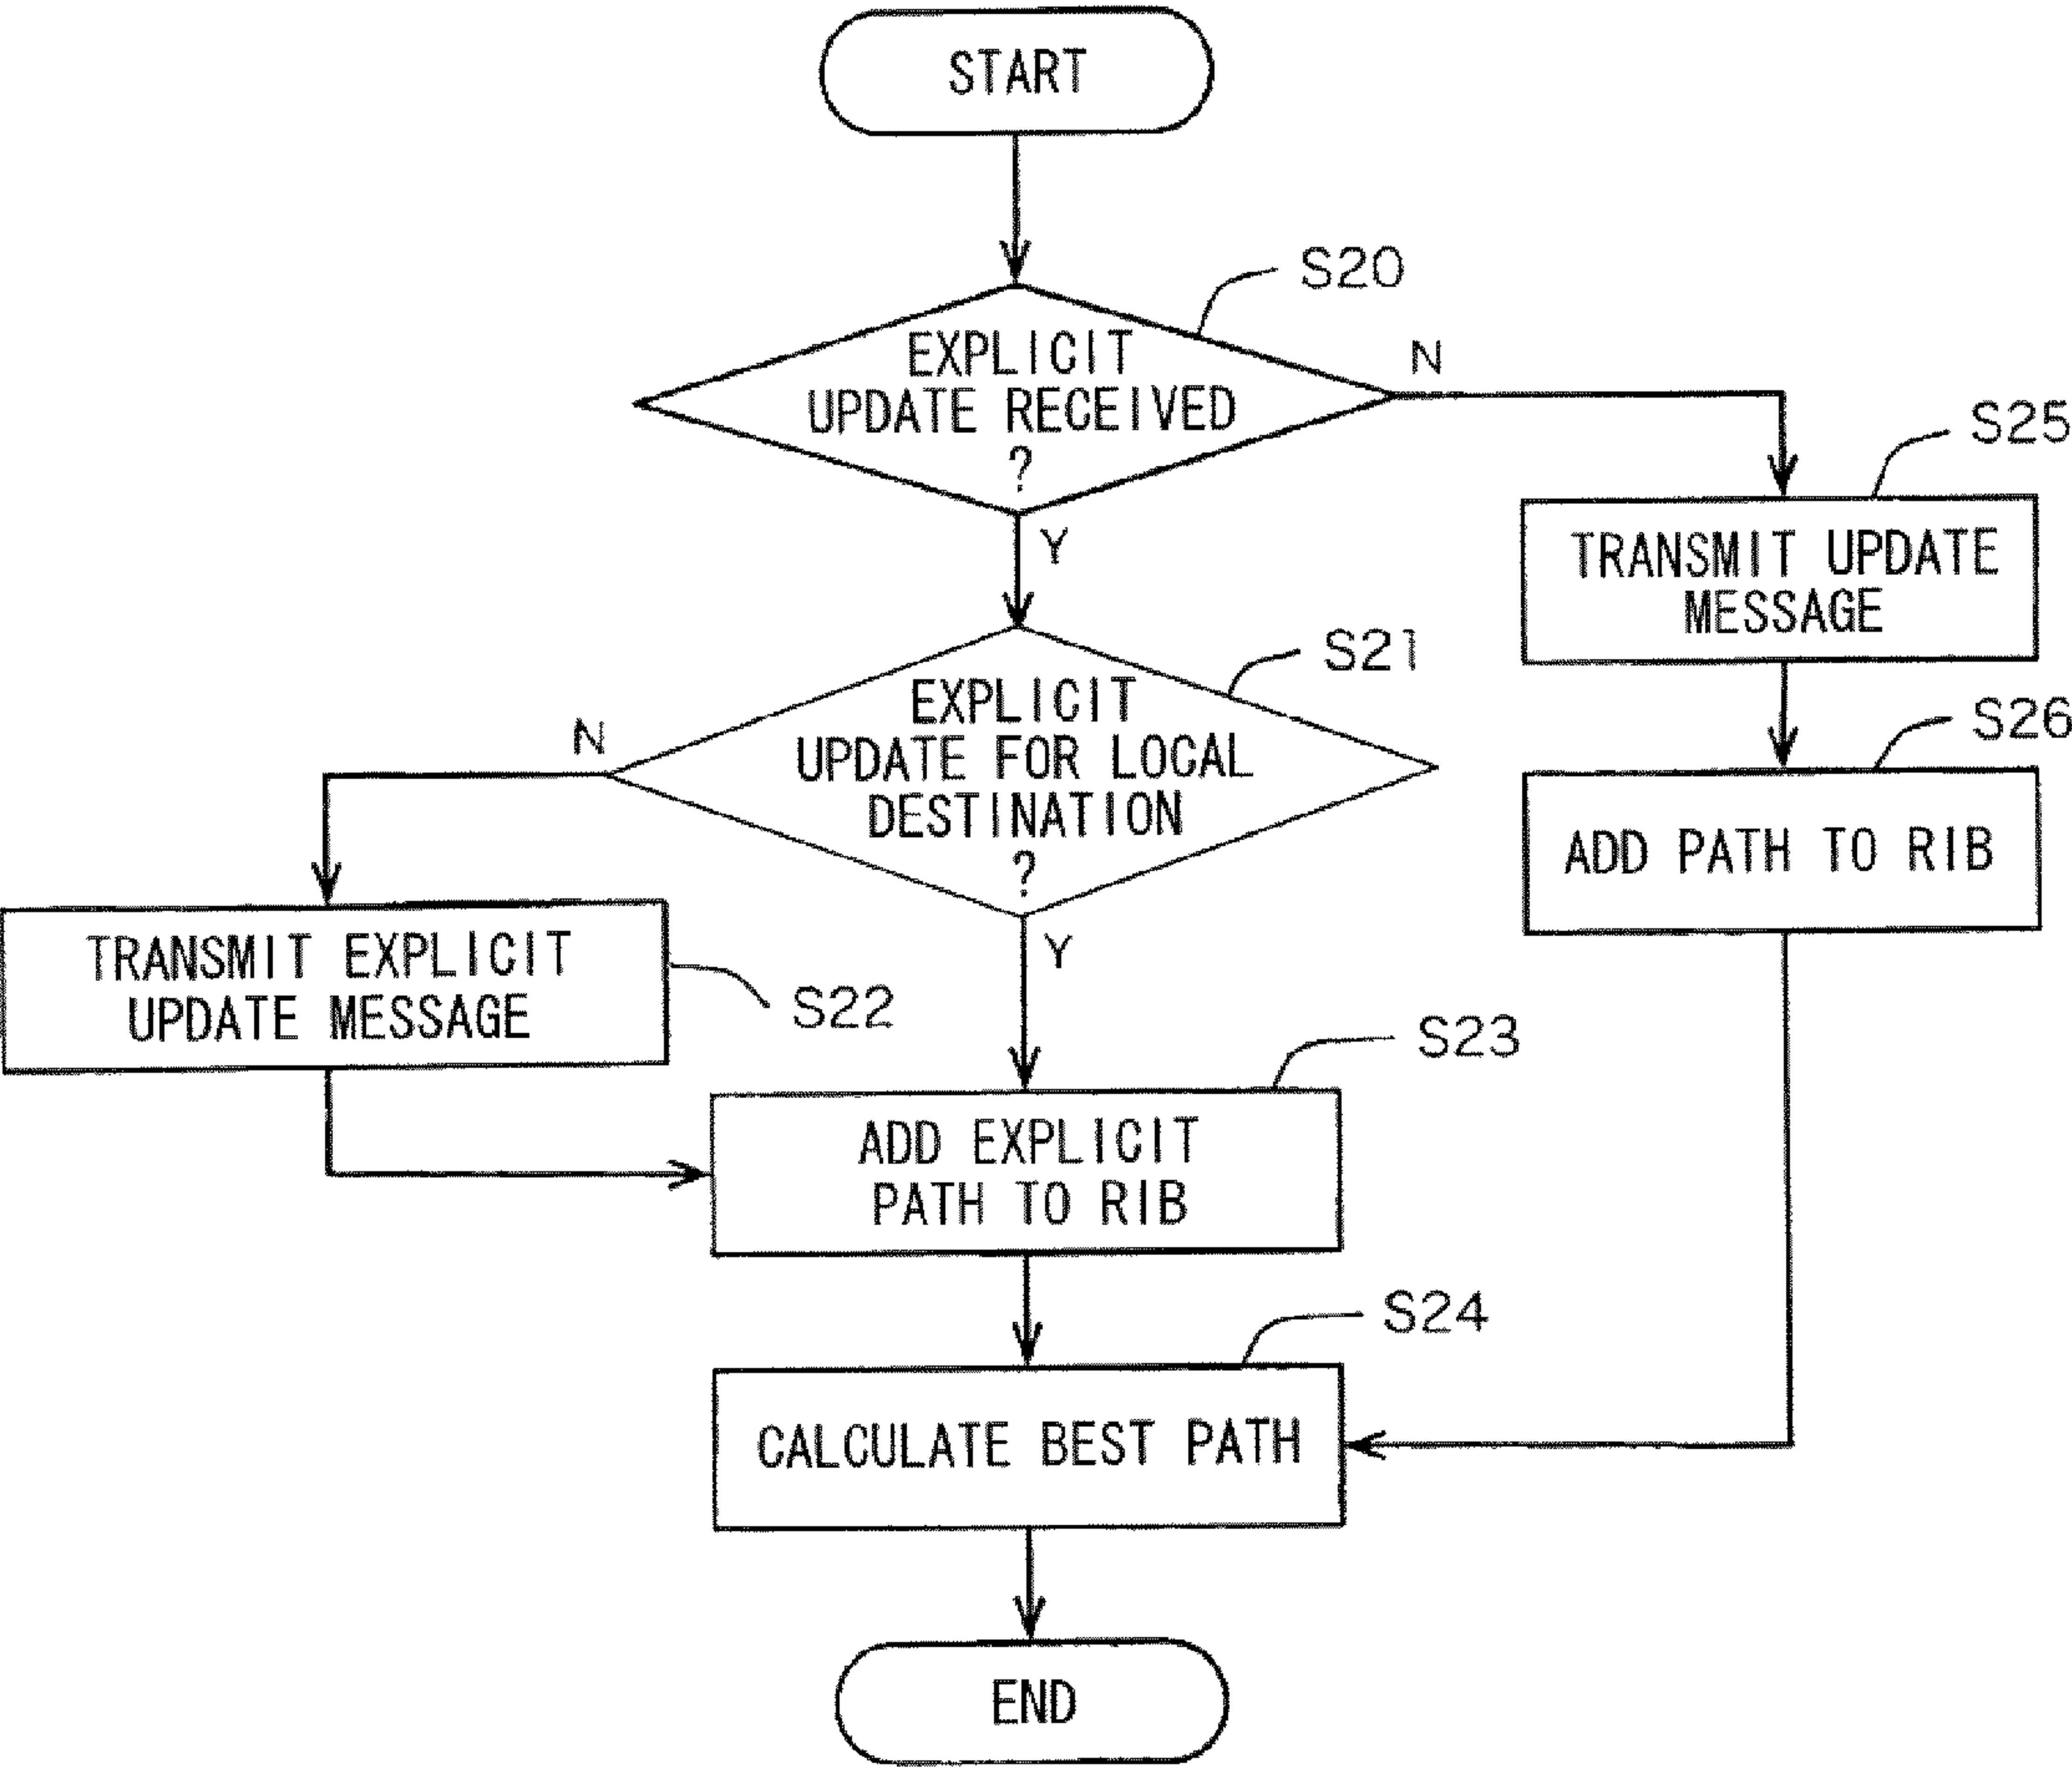 START
S20
EXPLICIT
UPDATE RECEIVED
?
N
Y
S25
TRANSMIT UPDATE
MESSAGE
S21
EXPLICIT
UPDATE FOR LOCAL
DESTINATION
?
N
Y
S26
ADD PATH TO RIB
TRANSMIT EXPLICIT
UPDATE MESSAGE
S22
S23
ADD EXPLICIT
PATH TO RIB
S24
CALCULATE BEST PATH
END